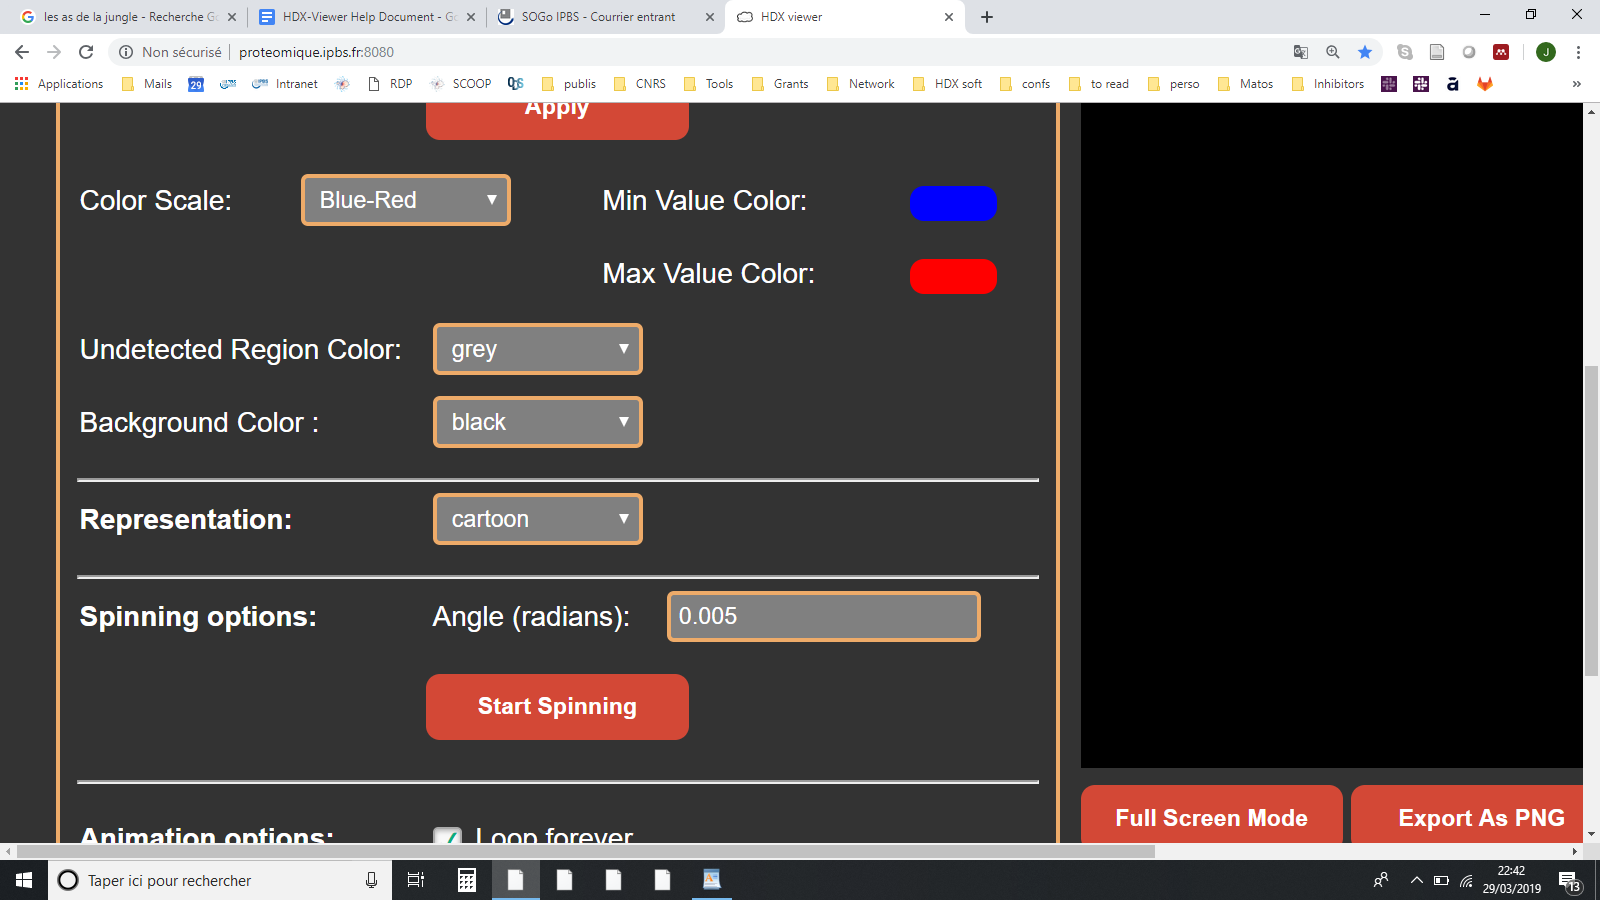 les as de la jungle - Recherche Go
HDX-Viewer Help Document - Go
SOGo IPBS - Courrier entrant
HDX viewer
Non sécurisé
proteomique.ipbs.fr:8080
J
Applications
Mails
29
Intranet
RDP
SCOOP
publis
CNRS
Tools
Grants
Network
HDX soft
confs
to read
perso
Matos
Inhibitors
a
»
Apply
Color Scale:
Blue-Red
Min Value Color:
Max Value Color:
Undetected Region Color:
grey
Background Color :
black
Representation:
cartoon
Spinning options:
Angle (radians):
0.005
Start Spinning
Animation options:
Loop forever
Full Screen Mode
Export As PNG
Taper ici pour rechercher
22:42
29/03/2019
13